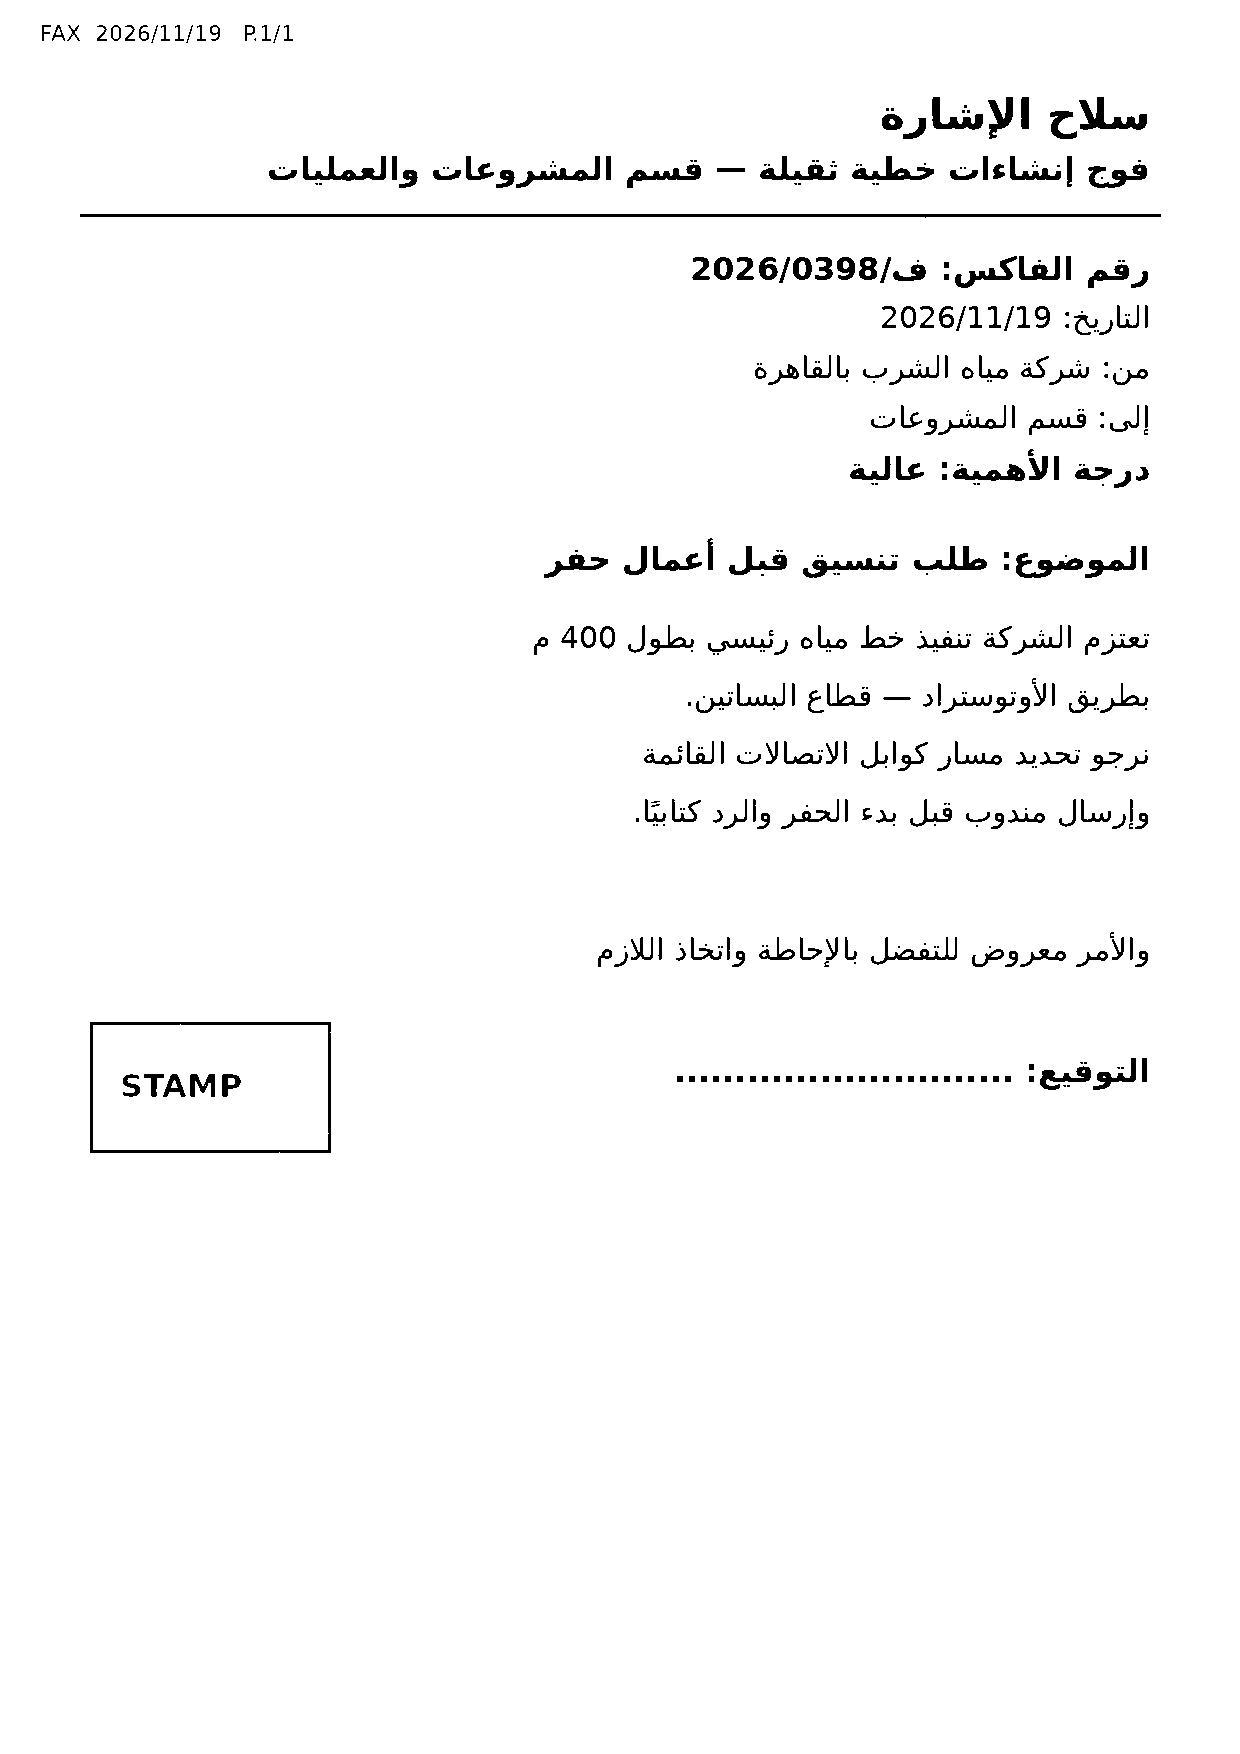 FAX 2026/11/19 P.1/1
سلاح الإشارة
فوج إنشاءات خطية ثقيلة — قسم المشروعات والعمليات
رقم الفاكس: ف/2026/0398
التاريخ: 2026/11/19
من: شركة مياه الشرب بالقاهرة
إلى: قسم المشروعات
درجة الأهمية: عالية
الموضوع: طلب تنسيق قبل أعمال حفر
تعتزم الشركة تنفيذ خط مياه رئيسي بطول 400 م
بطريق الأوتوستراد — قطاع البساتين.
نرجو تحديد مسار كوابل الاتصالات القائمة
وإرسال مندوب قبل بدء الحفر والرد كتابيًا.
والأمر معروض للتفضل بالإحاطة واتخاذ اللازم
التوقيع: ............................
STAMP